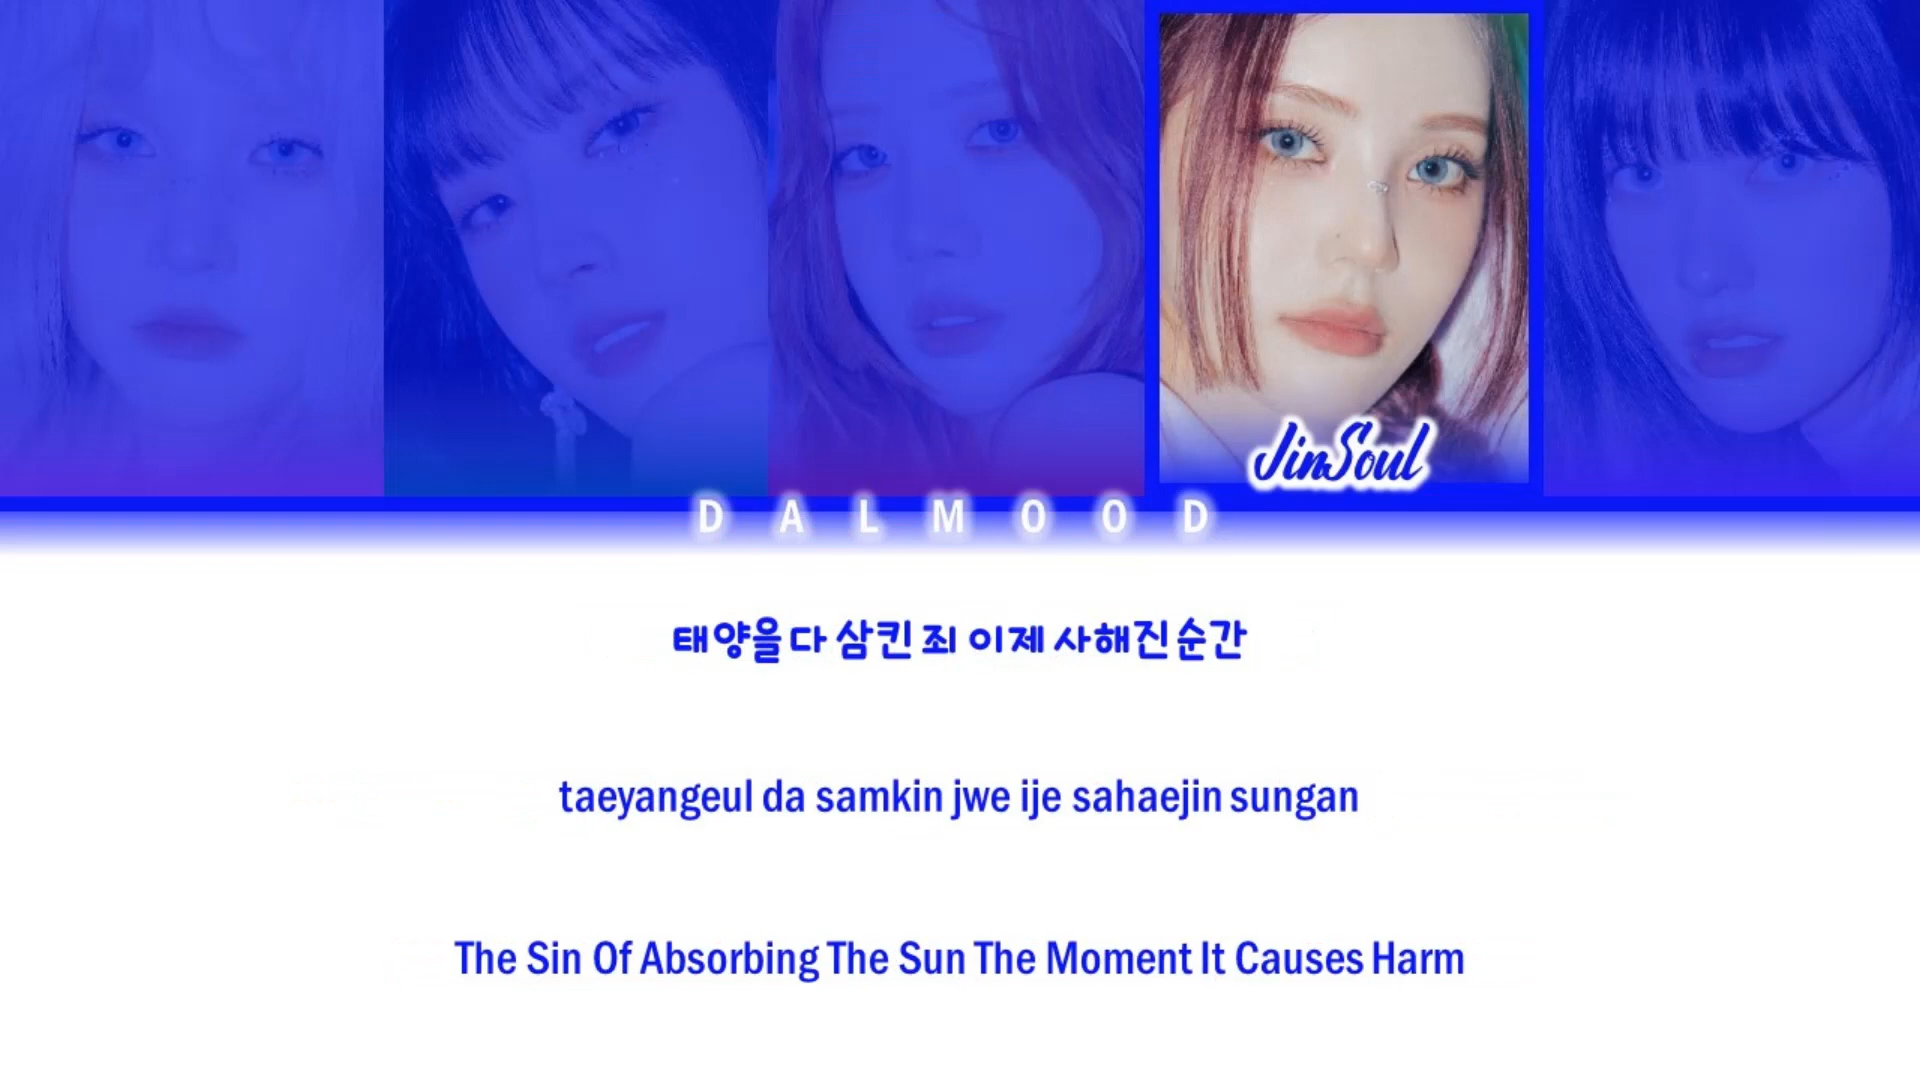 JinSoul
D A L M O O D
태양을 다 삼킨 죄 이제 사해진 순간
taeyangeul da samkin jwe ije sahaejin sungan
The Sin Of Absorbing The Sun The Moment It Causes Harm